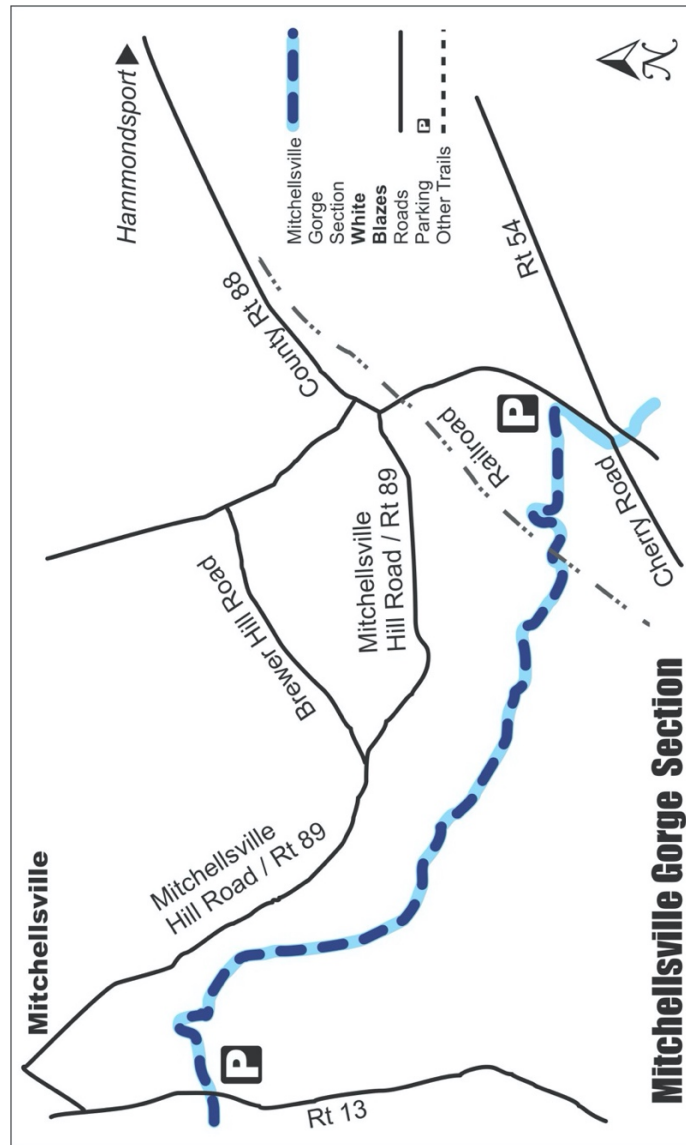 Mitchellsville
Hammondsport
N
County Rt 88
Mitchellsville
Gorge
Section
White
Blazes
Roads
Parking
P
Other Trails
Brewer Hill Road
Mitchellsville
Hill Road / Rt 89
Mitchellsville
Hill Road / Rt 89
Railroad
P
Rt 54
P
Rt 13
Cherry Road
Mitchellsville Gorge Section